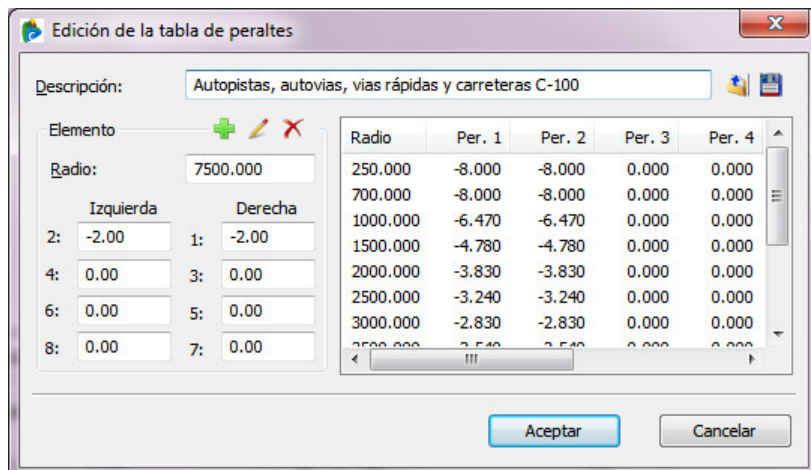 Edición de la tabla de peraltes
Descripción: Autopistas, autovias, vias rápidas y carreteras C-100
Elemento
Radio: 7500.000
Izquierda Derecha
2: -2.00 1: -2.00
4: 0.00 3: 0.00
6: 0.00 5: 0.00
8: 0.00 7: 0.00
Radio Per. 1 Per. 2 Per. 3 Per. 4
250.000 -8.000 -8.000 0.000 0.000
700.000 -8.000 -8.000 0.000 0.000
1000.000 -6.470 -6.470 0.000 0.000
1500.000 -4.780 -4.780 0.000 0.000
2000.000 -3.830 -3.830 0.000 0.000
2500.000 -3.240 -3.240 0.000 0.000
3000.000 -2.830 -2.830 0.000 0.000
Aceptar Cancelar